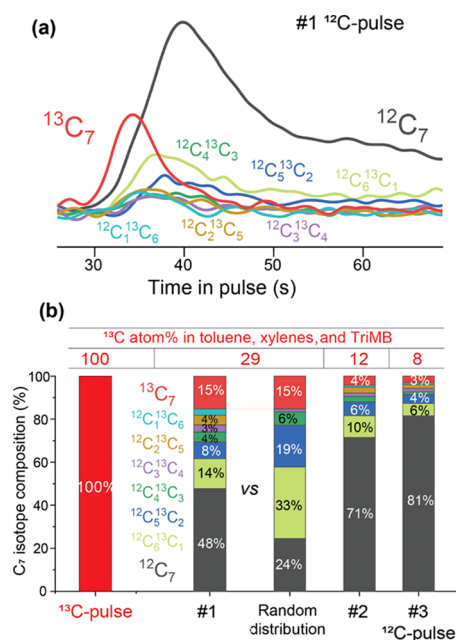 (a)
#1 ¹²C-pulse
¹³C₇
¹²C₄¹³C₃
¹²C₅¹³C₂
¹²C₆¹³C₁
¹²C₇
¹²C₁¹³C₆
¹²C₂¹³C₅
¹²C₃¹³C₄
30 40 50 60
Time in pulse (s)
(b)
¹³C atom% in toluene, xylenes, and TriMB
100 29 12 8
C₇ isotope composition (%)
100
80
60
40
20
0
100%
¹³C₇
¹²C₁¹³C₆
¹²C₂¹³C₅
¹²C₃¹³C₄
¹²C₄¹³C₃
¹²C₅¹³C₂
¹²C₆¹³C₁
¹²C₇
15%
4%
3%
4%
8%
14%
48%
vs
15%
6%
19%
33%
24%
4%
6%
10%
71%
3%
4%
6%
81%
¹³C-pulse #1 Random distribution #2 #3
¹²C-pulse